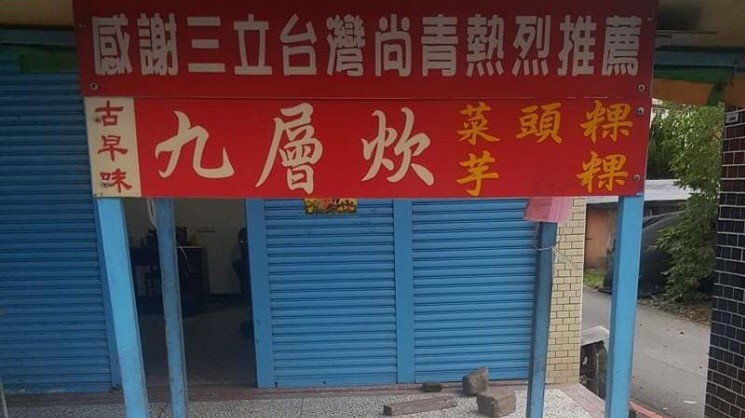 感謝三立台灣尚青熱烈推薦
古早味
九層炊
菜頭粿
芋粿